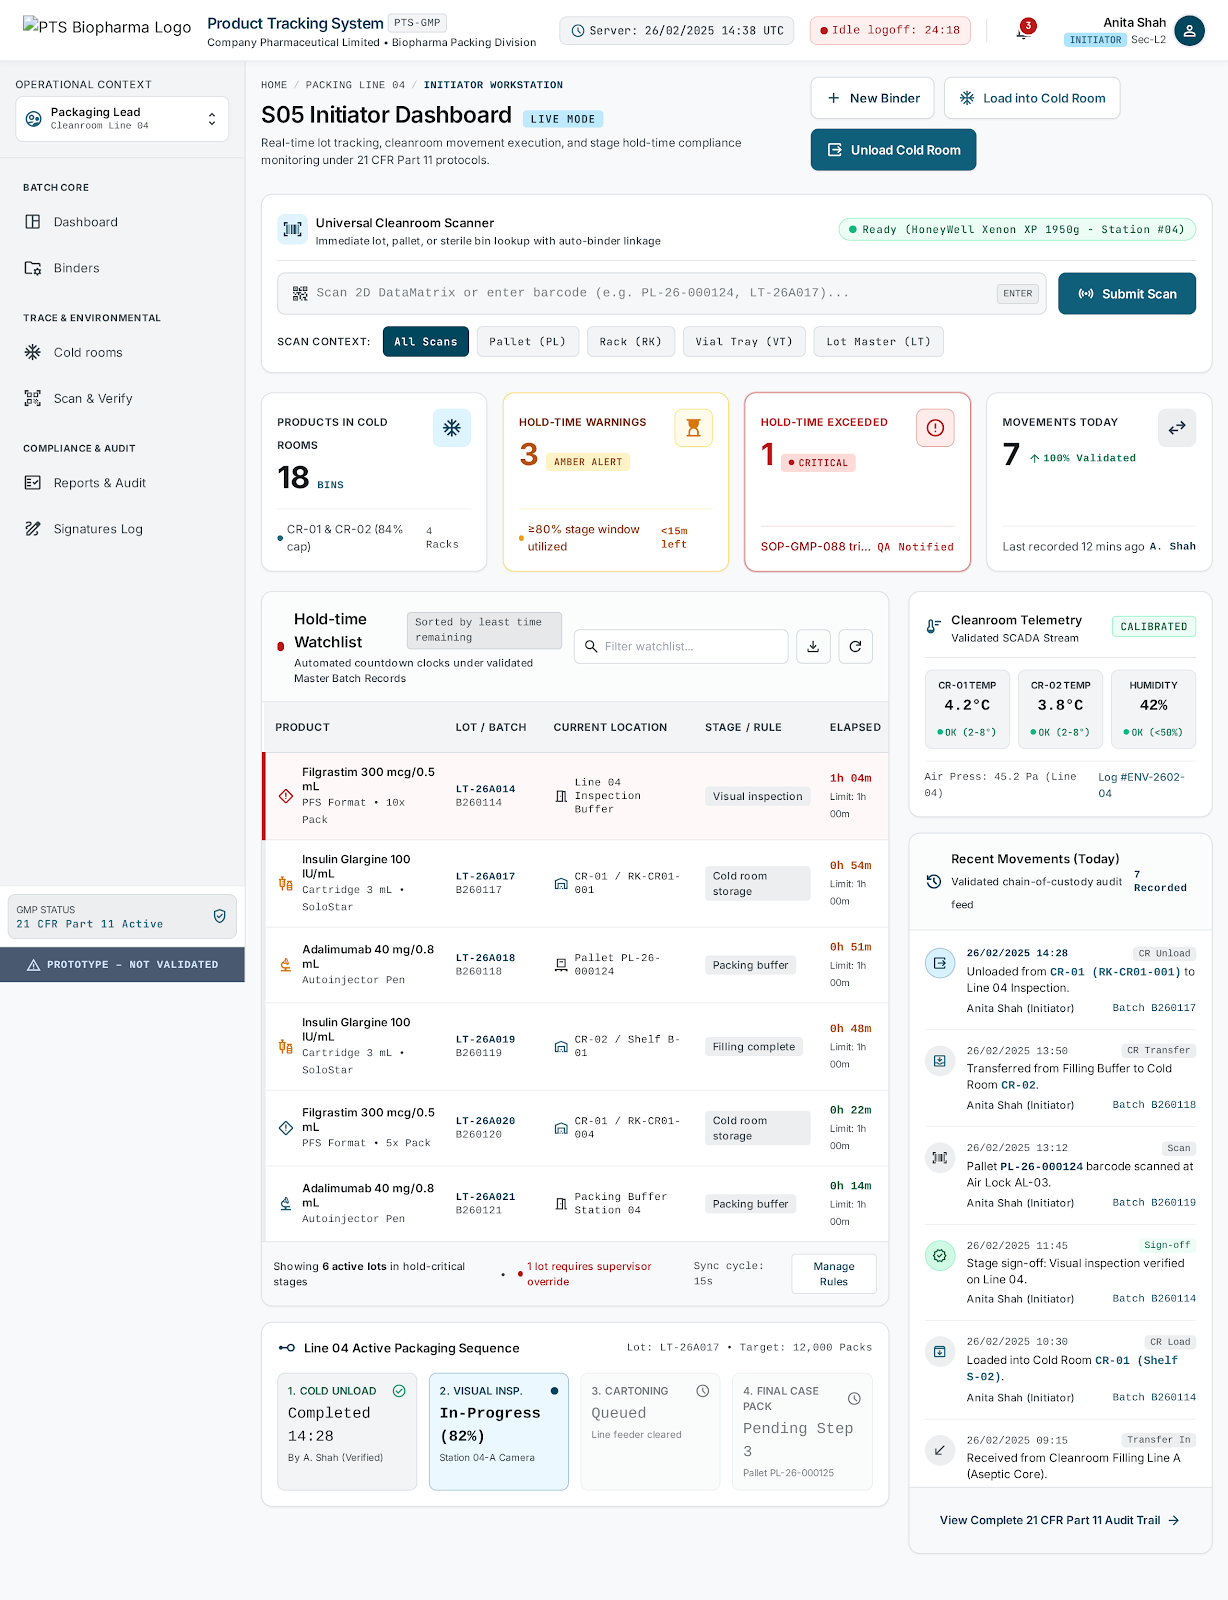 PTS Biopharma Logo
Product Tracking System PTS-GMP
Company Pharmaceutical Limited • Biopharma Packing Division
Server: 26/02/2025 14:38 UTC
Idle logoff: 24:18
3
Anita Shah
INITIATOR Sec-L2
OPERATIONAL CONTEXT
Packaging Lead
Cleanroom Line 04
BATCH CORE
Dashboard
Binders
TRACE & ENVIRONMENTAL
Cold rooms
Scan & Verify
COMPLIANCE & AUDIT
Reports & Audit
Signatures Log
GMP STATUS
21 CFR Part 11 Active
PROTOTYPE – NOT VALIDATED
HOME / PACKING LINE 04 / INITIATOR WORKSTATION
S05 Initiator Dashboard LIVE MODE
Real-time lot tracking, cleanroom movement execution, and stage hold-time compliance
monitoring under 21 CFR Part 11 protocols.
New Binder
Load into Cold Room
Unload Cold Room
Universal Cleanroom Scanner
Immediate lot, pallet, or sterile bin lookup with auto-binder linkage
Ready (HoneyWell Xenon XP 1950g - Station #04)
Scan 2D DataMatrix or enter barcode (e.g. PL-26-000124, LT-26A017)...
ENTER
Submit Scan
SCAN CONTEXT: All Scans Pallet (PL) Rack (RK) Vial Tray (VT) Lot Master (LT)
PRODUCTS IN COLD
ROOMS
18 BINS
CR-01 & CR-02 (84%
cap)
4
Racks
HOLD-TIME WARNINGS
3 AMBER ALERT
≥80% stage window
utilized
<15m
left
HOLD-TIME EXCEEDED
1 CRITICAL
SOP-GMP-088 tri... QA Notified
MOVEMENTS TODAY
7 100% Validated
Last recorded 12 mins ago A. Shah
Hold-time
Watchlist
Sorted by least time
remaining
Automated countdown clocks under validated
Master Batch Records
Filter watchlist...
PRODUCT LOT / BATCH CURRENT LOCATION STAGE / RULE ELAPSED
Filgrastim 300 mcg/0.5
mL
PFS Format • 10x
Pack
LT-26A014
B260114
Line 04
Inspection
Buffer
Visual inspection
1h 04m
Limit: 1h
00m
Insulin Glargine 100
IU/mL
Cartridge 3 mL •
SoloStar
LT-26A017
B260117
CR-01 / RK-CR01-
001
Cold room
storage
0h 54m
Limit: 1h
00m
Adalimumab 40 mg/0.8
mL
Autoinjector Pen
LT-26A018
B260118
Pallet PL-26-
000124
Packing buffer
0h 51m
Limit: 1h
00m
Insulin Glargine 100
IU/mL
Cartridge 3 mL •
SoloStar
LT-26A019
B260119
CR-02 / Shelf B-
01
Filling complete
0h 48m
Limit: 1h
00m
Filgrastim 300 mcg/0.5
mL
PFS Format • 5x Pack
LT-26A020
B260120
CR-01 / RK-CR01-
004
Cold room
storage
0h 22m
Limit: 1h
00m
Adalimumab 40 mg/0.8
mL
Autoinjector Pen
LT-26A021
B260121
Packing Buffer
Station 04
Packing buffer
0h 14m
Limit: 1h
00m
Showing 6 active lots in hold-critical
stages
•
1 lot requires supervisor
override
Sync cycle:
15s
Manage
Rules
Line 04 Active Packaging Sequence
Lot: LT-26A017 • Target: 12,000 Packs
1. COLD UNLOAD
Completed
14:28
By A. Shah (Verified)
2. VISUAL INSP.
In-Progress
(82%)
Station 04-A Camera
3. CARTONING
Queued
Line feeder cleared
4. FINAL CASE
PACK
Pending Step
3
Pallet PL-26-000125
Cleanroom Telemetry
Validated SCADA Stream
CALIBRATED
CR-01 TEMP
4.2°C
OK (2-8°)
CR-02 TEMP
3.8°C
OK (2-8°)
HUMIDITY
42%
OK (<50%)
Air Press: 45.2 Pa (Line
04)
Log #ENV-2602-
04
Recent Movements (Today)
Validated chain-of-custody audit
feed
7
Recorded
26/02/2025 14:28 CR Unload
Unloaded from CR-01 (RK-CR01-001) to
Line 04 Inspection.
Anita Shah (Initiator) Batch B260117
26/02/2025 13:50 CR Transfer
Transferred from Filling Buffer to Cold
Room CR-02.
Anita Shah (Initiator) Batch B260118
26/02/2025 13:12 Scan
Pallet PL-26-000124 barcode scanned at
Air Lock AL-03.
Anita Shah (Initiator) Batch B260119
26/02/2025 11:45 Sign-off
Stage sign-off: Visual inspection verified
on Line 04.
Anita Shah (Initiator) Batch B260114
26/02/2025 10:30 CR Load
Loaded into Cold Room CR-01 (Shelf
S-02).
Anita Shah (Initiator) Batch B260114
26/02/2025 09:15 Transfer In
Received from Cleanroom Filling Line A
(Aseptic Core).
View Complete 21 CFR Part 11 Audit Trail